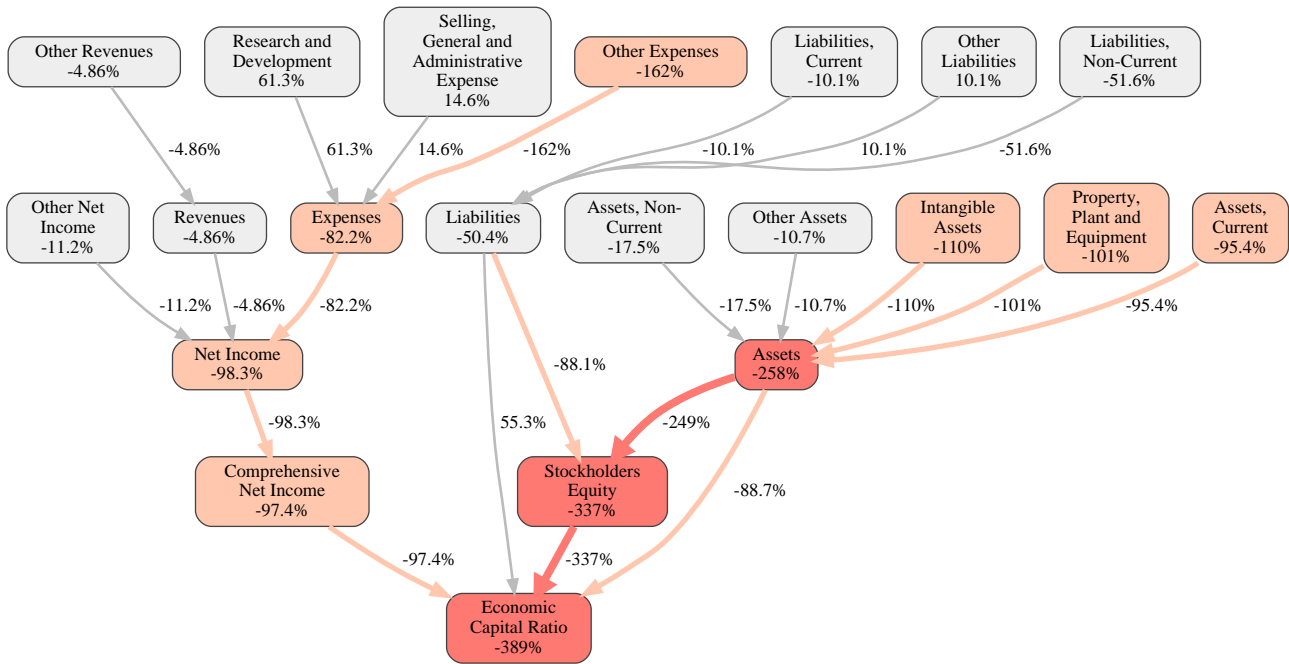 Other Revenues
-4.86%
Research and
Development
61.3%
Selling,
General and
Administrative
Expense
14.6%
Other Expenses
-162%
Liabilities,
Current
-10.1%
Other
Liabilities
10.1%
Liabilities,
Non-Current
-51.6%
-4.86%
61.3%
14.6%
-162%
-10.1%
10.1%
-51.6%
Other Net
Income
-11.2%
Revenues
-4.86%
Expenses
-82.2%
Liabilities
-50.4%
Assets, Non-
Current
-17.5%
Other Assets
-10.7%
Intangible
Assets
-110%
Property,
Plant and
Equipment
-101%
Assets,
Current
-95.4%
-11.2%
-4.86%
-82.2%
-17.5%
-10.7%
-110%
-101%
-95.4%
Net Income
-98.3%
-88.1%
Assets
-258%
-98.3%
55.3%
-249%
Comprehensive
Net Income
-97.4%
Stockholders
Equity
-337%
-88.7%
-97.4%
-337%
Economic
Capital Ratio
-389%